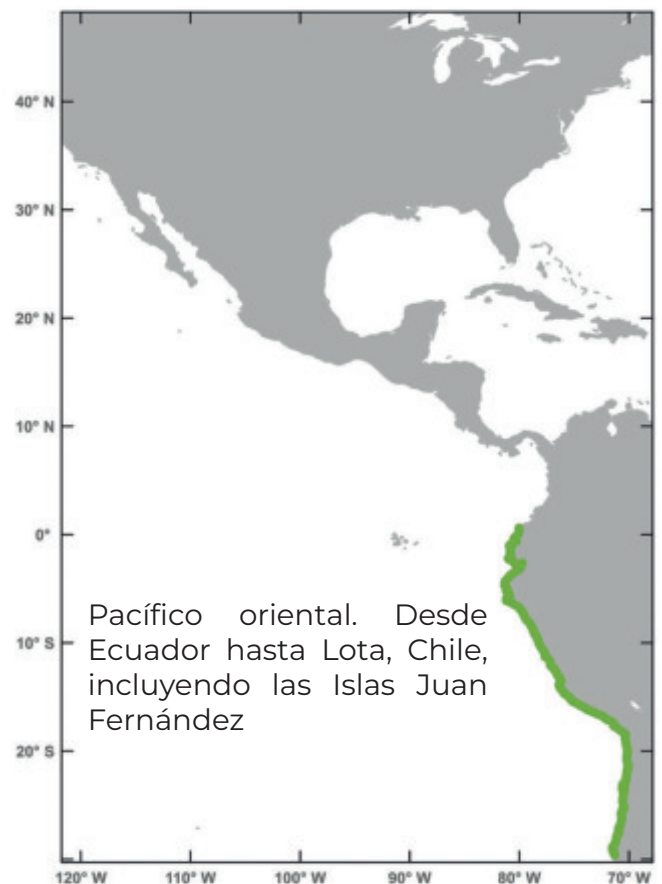 40° N
30° N
20° N
10° N
0°
Pacífico oriental. Desde
Ecuador hasta Lota, Chile,
incluyendo las Islas Juan
Fernández
10° S
20° S
120° W 110° W 100° W 90° W 80° W 70° W